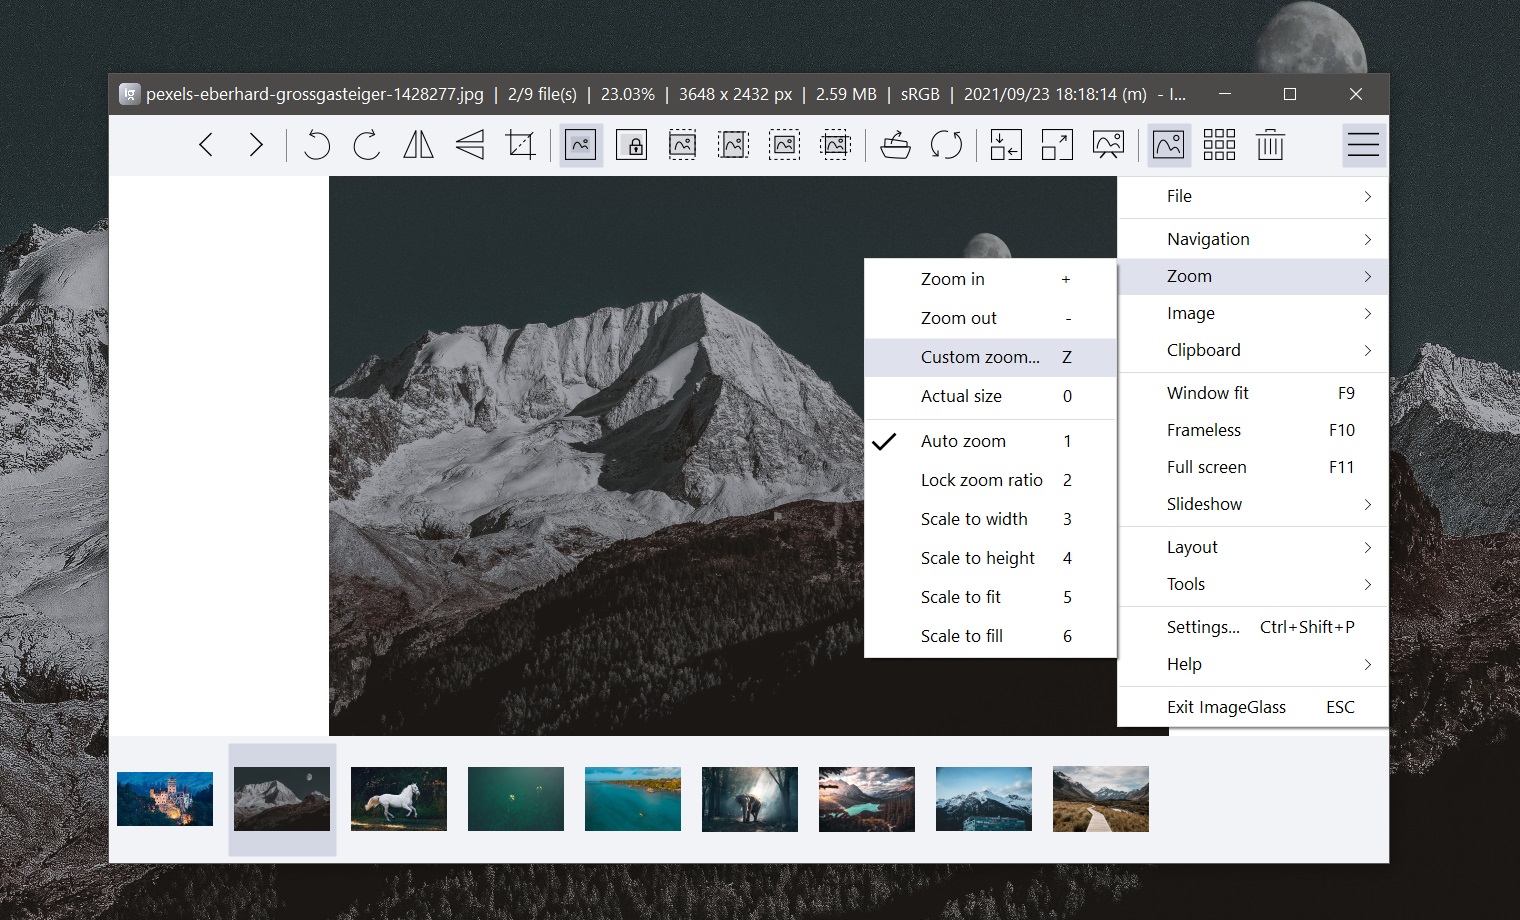 pexels-eberhard-grossgasteiger-1428277.jpg | 2/9 file(s) | 23.03% | 3648 x 2432 px | 2.59 MB | sRGB | 2021/09/23 18:18:14 (m) - I...
File
Navigation
Zoom
Image
Clipboard
Window fit F9
Frameless F10
Full screen F11
Slideshow
Layout
Tools
Settings... Ctrl+Shift+P
Help
Exit ImageGlass ESC
Zoom in +
Zoom out -
Custom zoom... Z
Actual size 0
Auto zoom 1
Lock zoom ratio 2
Scale to width 3
Scale to height 4
Scale to fit 5
Scale to fill 6